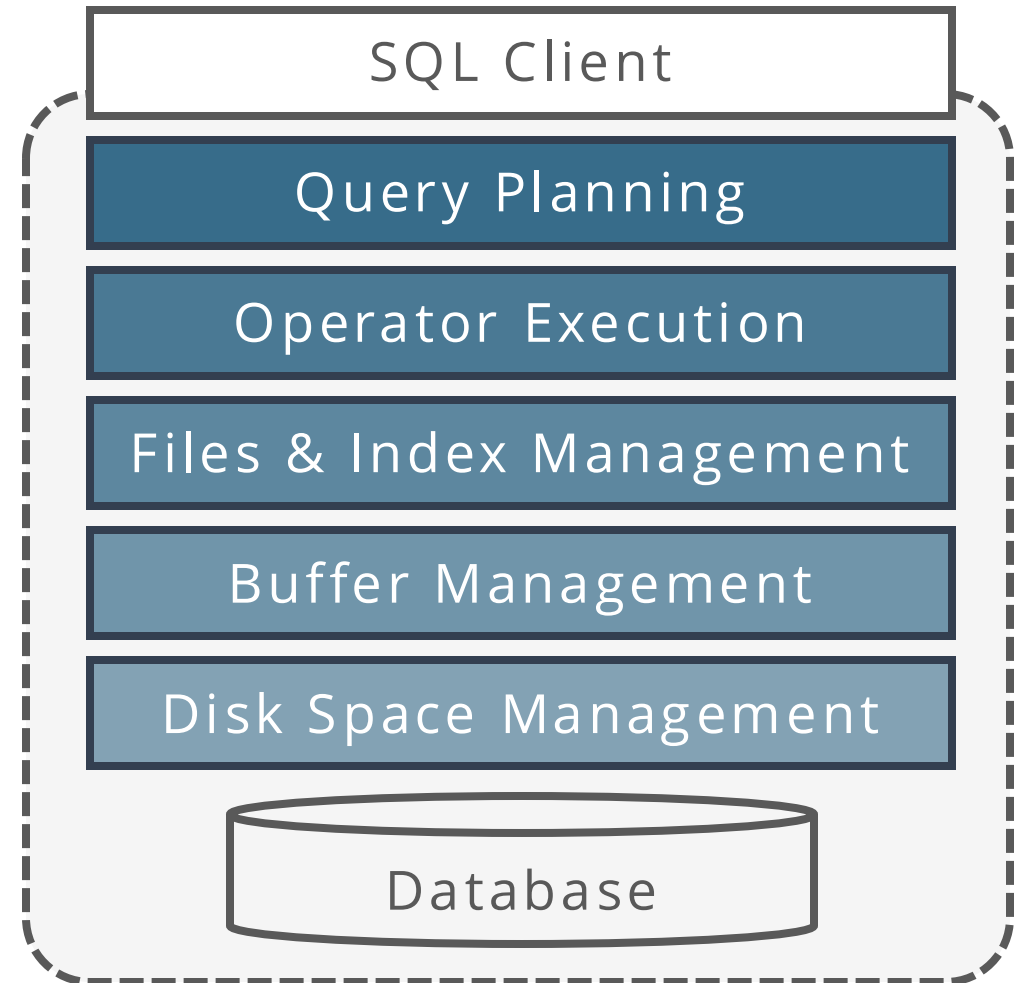 SQL Client
Query Planning
Operator Execution
Files & Index Management
Buffer Management
Disk Space Management
Database